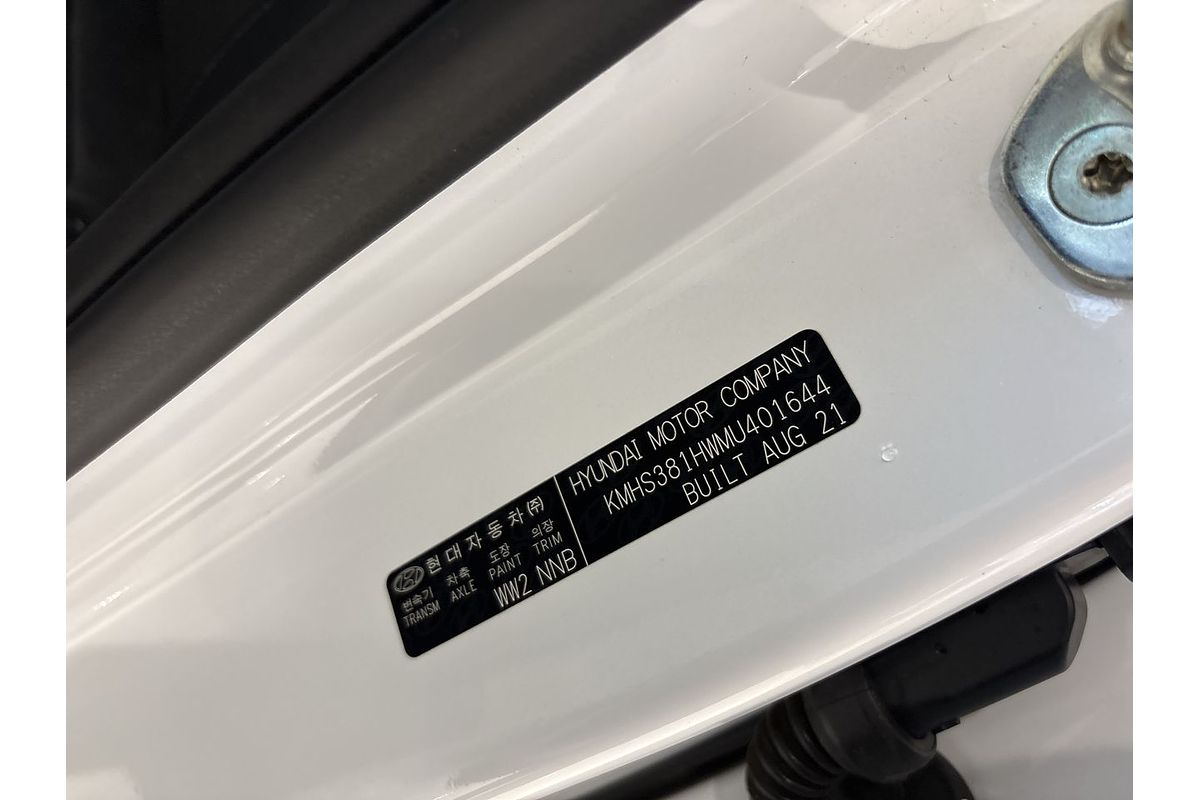 현대자동차(주)
변속기 차축 도장 의장
TRANSM AXLE PAINT TRIM
WW2 NNB
HYUNDAI MOTOR COMPANY
KMHS381HWMU401644
BUILT AUG 21